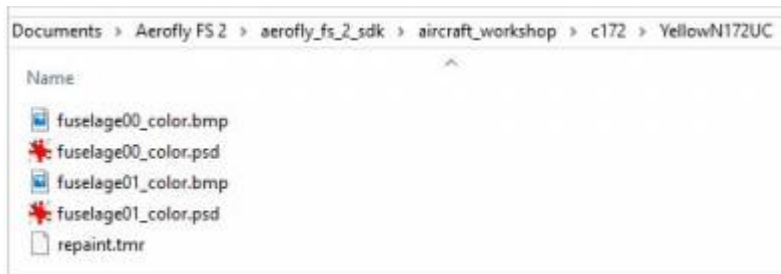 Documents > Aerofly FS 2 > aerofly_fs_2_sdk > aircraft_workshop > c172 > YellowN172UC
Name
fuselage00_color.bmp
fuselage00_color.psd
fuselage01_color.bmp
fuselage01_color.psd
repaint.tmr